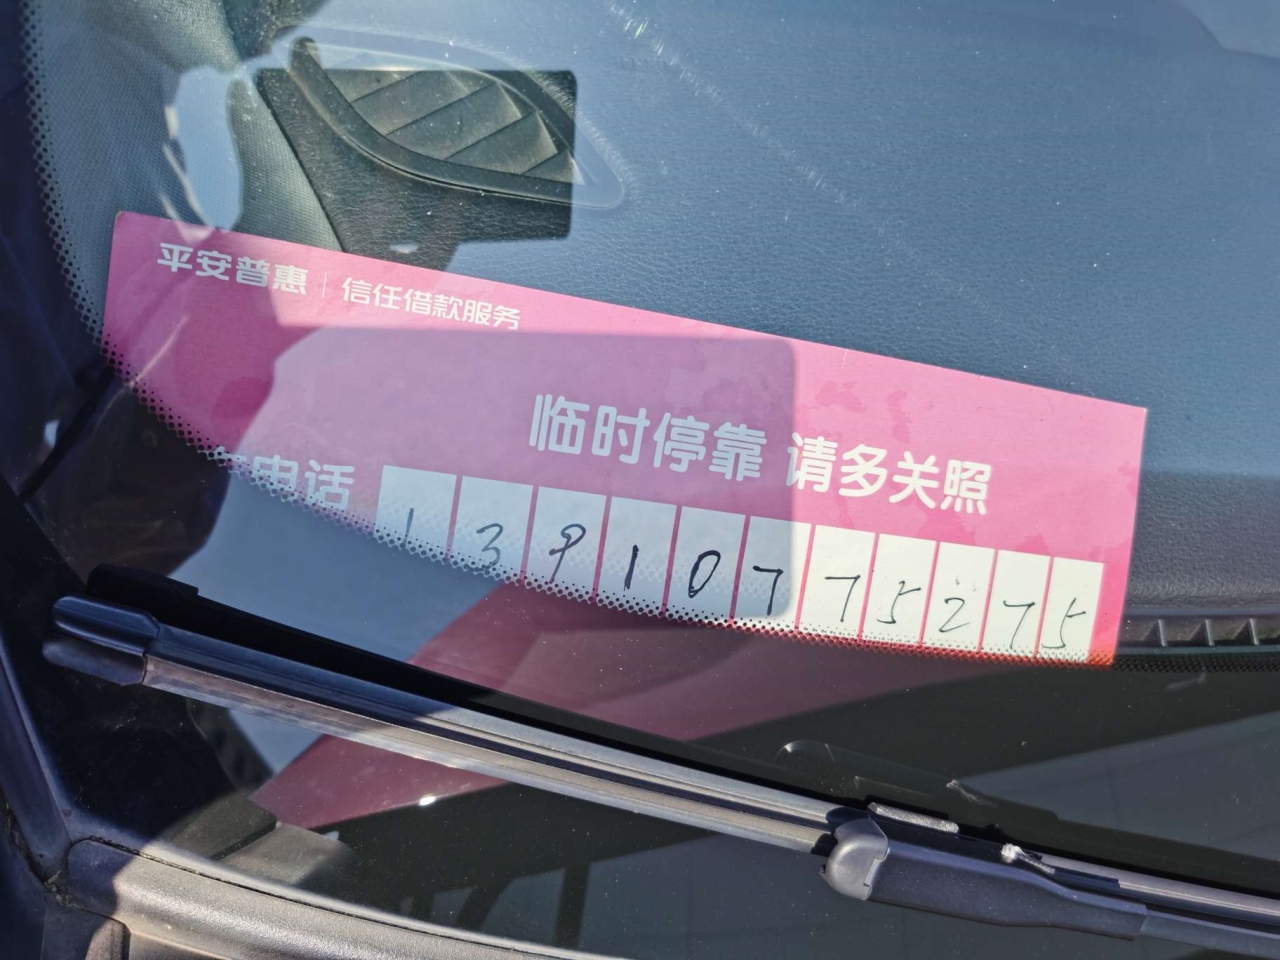 平安普惠 | 信任借款服务
临时停靠 请多关照
电话 13910775275